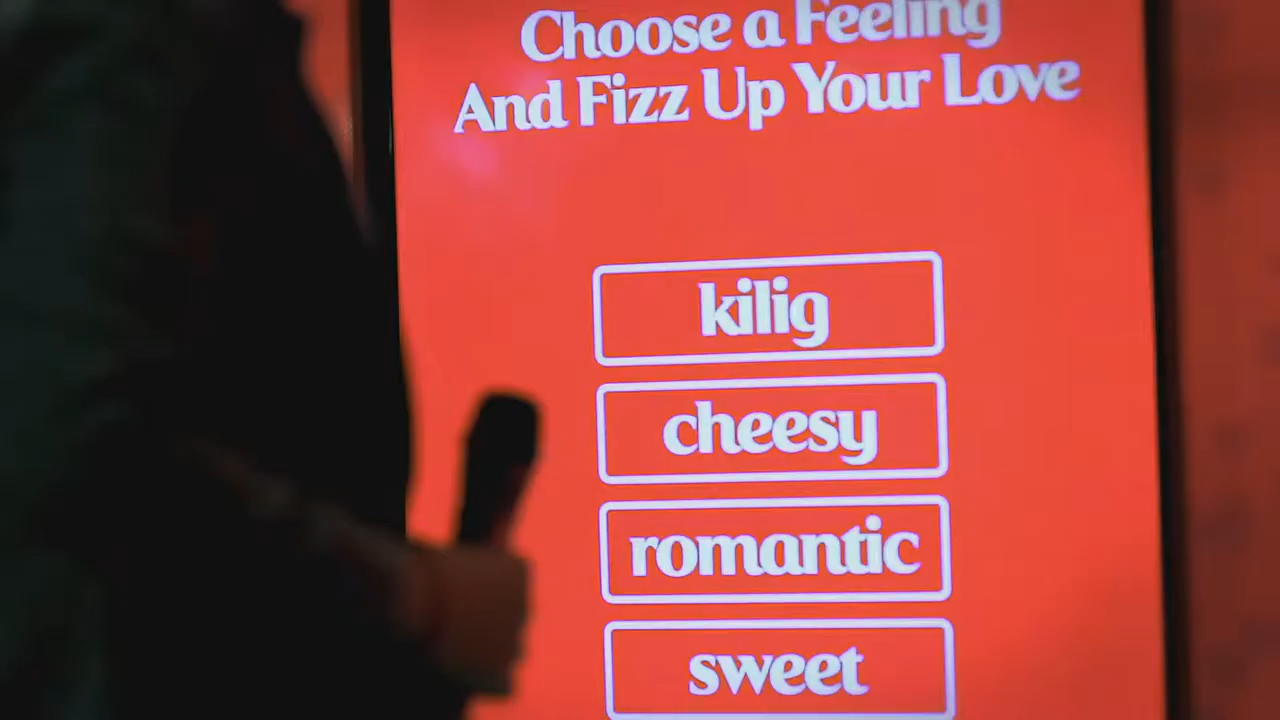 Choose a Feeling
And Fizz Up Your Love
kilig
cheesy
romantic
sweet